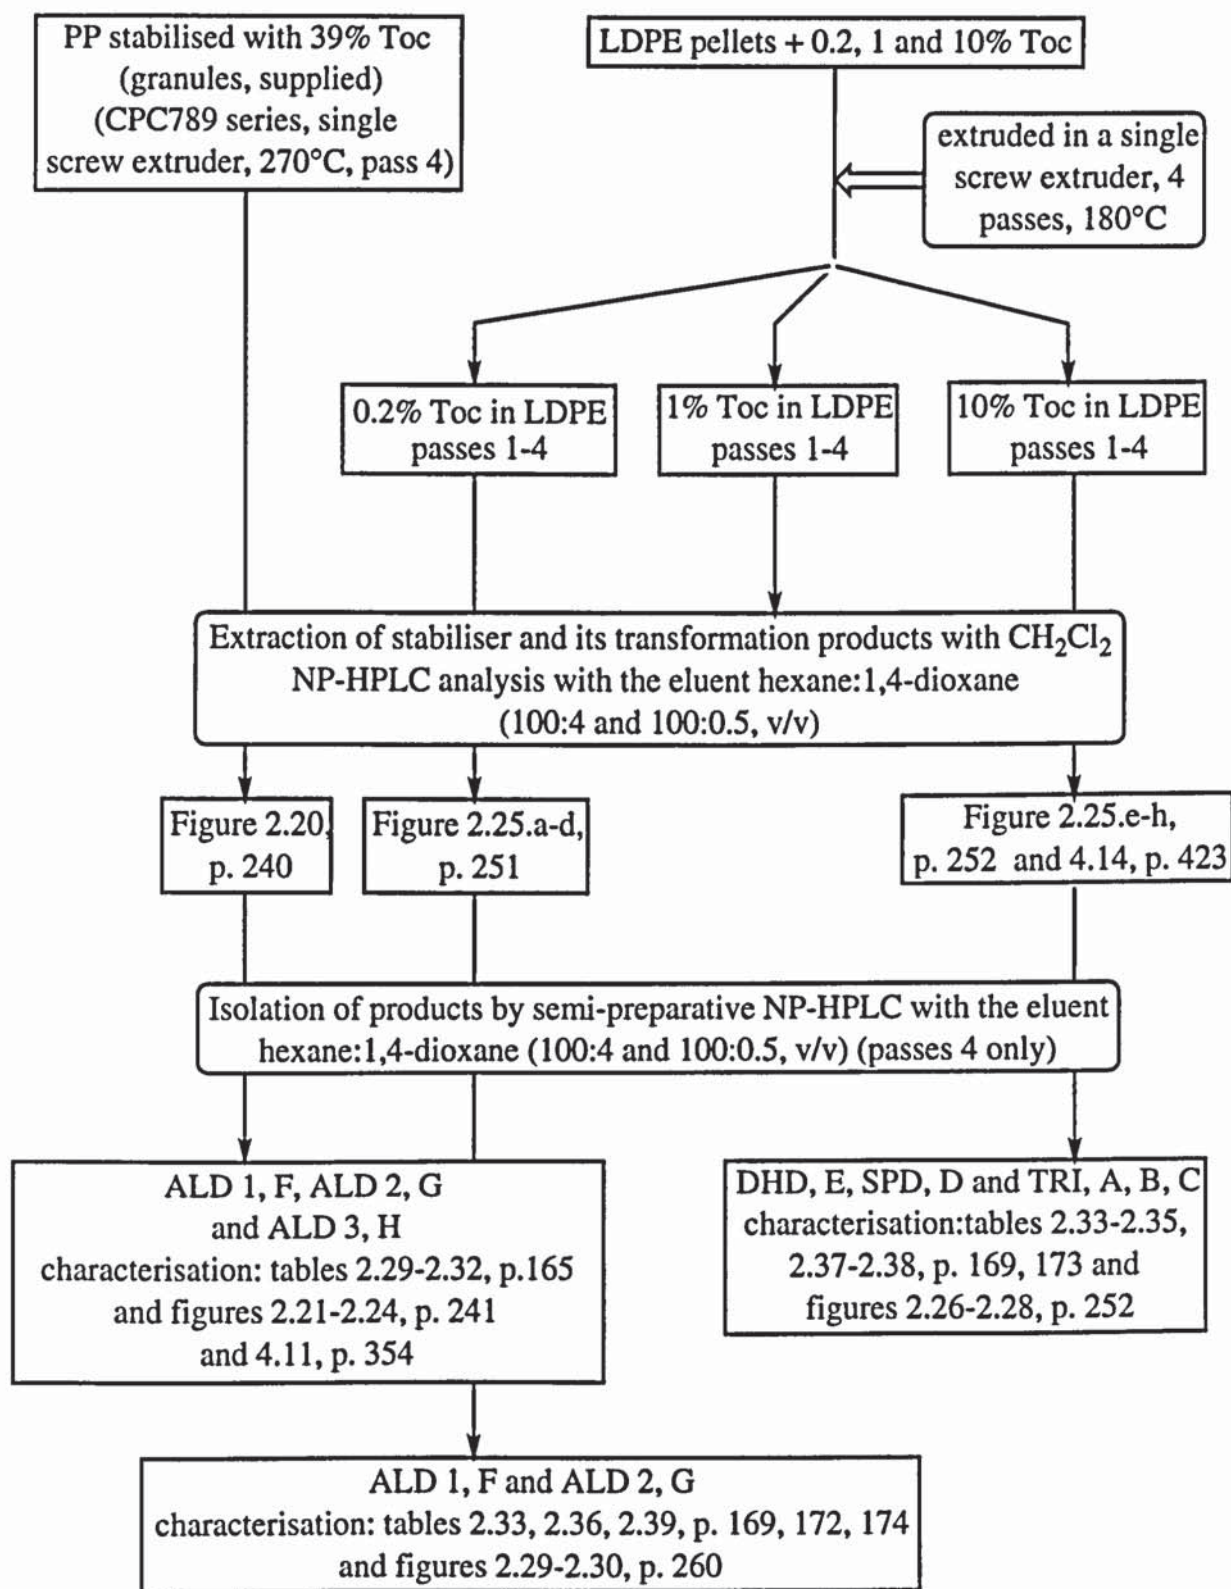 PP stabilised with 39% Toc
(granules, supplied)
(CPC789 series, single
screw extruder, 270°C, pass 4)
LDPE pellets + 0.2, 1 and 10% Toc
extruded in a single
screw extruder, 4
passes, 180°C
0.2% Toc in LDPE
passes 1-4
1% Toc in LDPE
passes 1-4
10% Toc in LDPE
passes 1-4
Extraction of stabiliser and its transformation products with CH₂Cl₂
NP-HPLC analysis with the eluent hexane:1,4-dioxane
(100:4 and 100:0.5, v/v)
Figure 2.20,
p. 240
Figure 2.25.a-d,
p. 251
Figure 2.25.e-h,
p. 252 and 4.14, p. 423
Isolation of products by semi-preparative NP-HPLC with the eluent
hexane:1,4-dioxane (100:4 and 100:0.5, v/v) (passes 4 only)
ALD 1, F, ALD 2, G
and ALD 3, H
characterisation: tables 2.29-2.32, p.165
and figures 2.21-2.24, p. 241
and 4.11, p. 354
DHD, E, SPD, D and TRI, A, B, C
characterisation:tables 2.33-2.35,
2.37-2.38, p. 169, 173 and
figures 2.26-2.28, p. 252
ALD 1, F and ALD 2, G
characterisation: tables 2.33, 2.36, 2.39, p. 169, 172, 174
and figures 2.29-2.30, p. 260